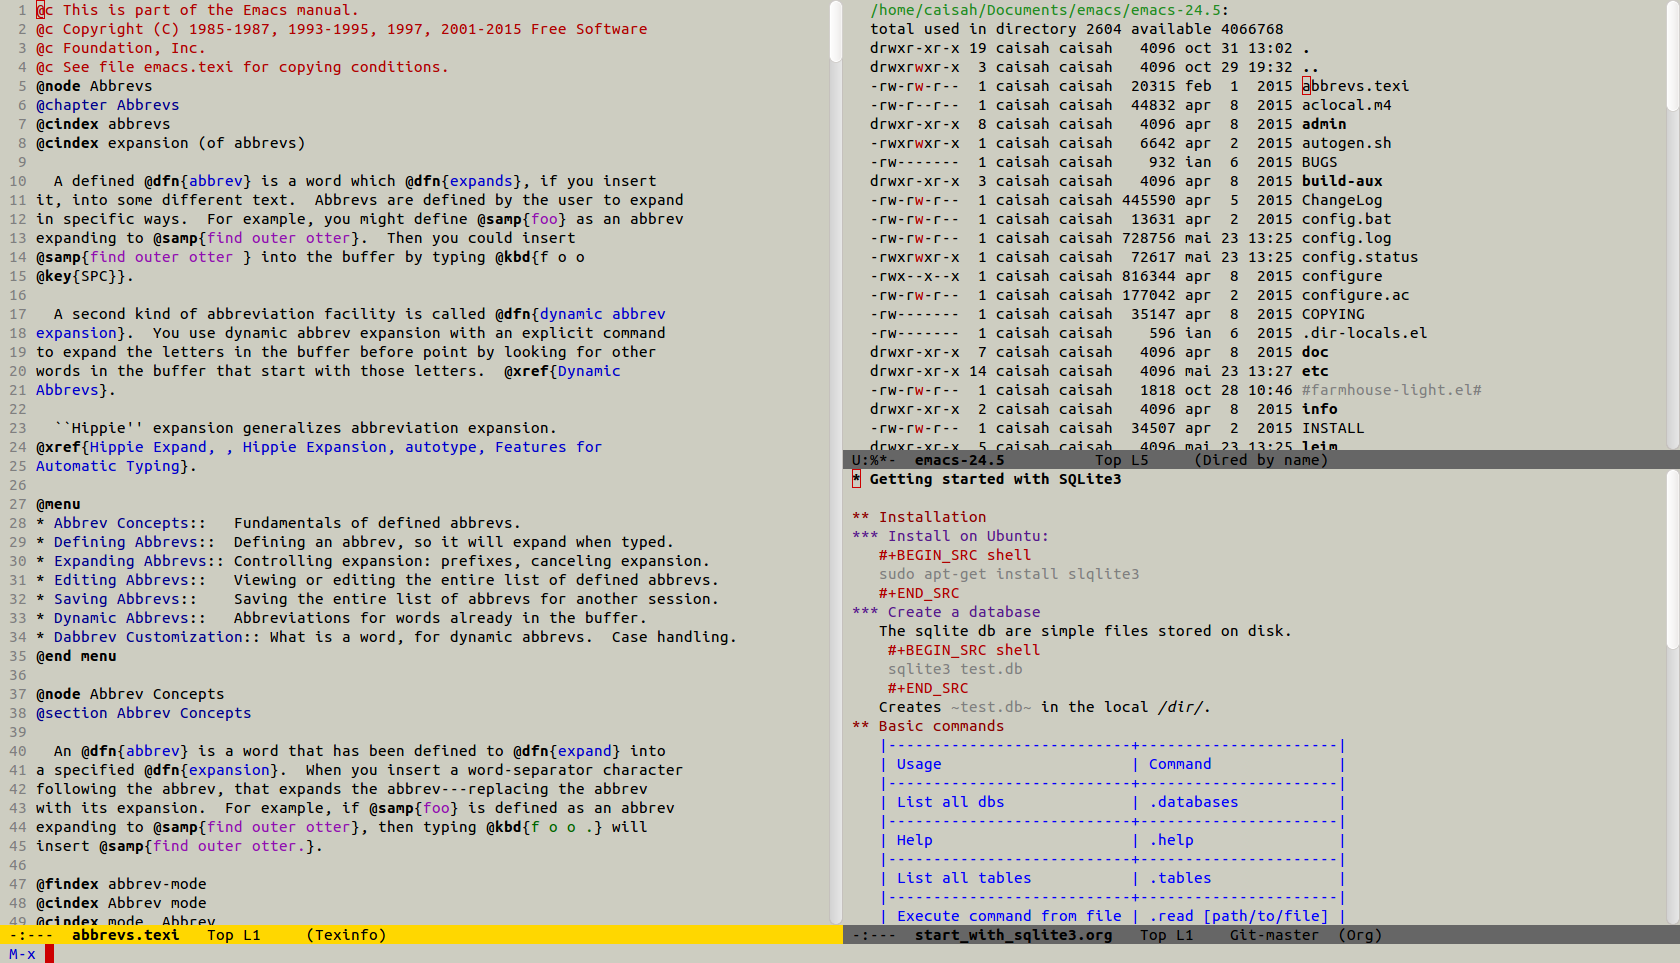 1 @c This is part of the Emacs manual.
2 @c Copyright (C) 1985-1987, 1993-1995, 1997, 2001-2015 Free Software
3 @c Foundation, Inc.
4 @c See file emacs.texi for copying conditions.
5 @node Abbrevs
6 @chapter Abbrevs
7 @cindex abbrevs
8 @cindex expansion (of abbrevs)
9
10   A defined @dfn{abbrev} is a word which @dfn{expands}, if you insert
11 it, into some different text.  Abbrevs are defined by the user to expand
12 in specific ways.  For example, you might define @samp{foo} as an abbrev
13 expanding to @samp{find outer otter}.  Then you could insert
14 @samp{find outer otter } into the buffer by typing @kbd{f o o
15 @key{SPC}}.
16
17   A second kind of abbreviation facility is called @dfn{dynamic abbrev
18 expansion}.  You use dynamic abbrev expansion with an explicit command
19 to expand the letters in the buffer before point by looking for other
20 words in the buffer that start with those letters.  @xref{Dynamic
21 Abbrevs}.
22
23   ``Hippie'' expansion generalizes abbreviation expansion.
24 @xref{Hippie Expand, , Hippie Expansion, autotype, Features for
25 Automatic Typing}.
26
27 @menu
28 * Abbrev Concepts::   Fundamentals of defined abbrevs.
29 * Defining Abbrevs::  Defining an abbrev, so it will expand when typed.
30 * Expanding Abbrevs:: Controlling expansion: prefixes, canceling expansion.
31 * Editing Abbrevs::   Viewing or editing the entire list of defined abbrevs.
32 * Saving Abbrevs::    Saving the entire list of abbrevs for another session.
33 * Dynamic Abbrevs::   Abbreviations for words already in the buffer.
34 * Dabbrev Customization:: What is a word, for dynamic abbrevs.  Case handling.
35 @end menu
36
37 @node Abbrev Concepts
38 @section Abbrev Concepts
39
40   An @dfn{abbrev} is a word that has been defined to @dfn{expand} into
41 a specified @dfn{expansion}.  When you insert a word-separator character
42 following the abbrev, that expands the abbrev---replacing the abbrev
43 with its expansion.  For example, if @samp{foo} is defined as an abbrev
44 expanding to @samp{find outer otter}, then typing @kbd{f o o .} will
45 insert @samp{find outer otter.}.
46
47 @findex abbrev-mode
48 @cindex Abbrev mode
49 @cindex mode, Abbrev
-:---  abbrevs.texi   Top L1     (Texinfo)
M-x
/home/caisah/Documents/emacs/emacs-24.5:
total used in directory 2604 available 4066768
drwxr-xr-x 19 caisah caisah   4096 oct 31 13:02 .
drwxrwxr-x  3 caisah caisah   4096 oct 29 19:32 ..
-rw-rw-r--  1 caisah caisah  20315 feb  1  2015 abbrevs.texi
-rw-r--r--  1 caisah caisah  44832 apr  8  2015 aclocal.m4
drwxr-xr-x  8 caisah caisah   4096 apr  8  2015 admin
-rwxrwxr-x  1 caisah caisah   6642 apr  2  2015 autogen.sh
-rw-------  1 caisah caisah    932 ian  6  2015 BUGS
drwxr-xr-x  3 caisah caisah   4096 apr  8  2015 build-aux
-rw-rw-r--  1 caisah caisah 445590 apr  5  2015 ChangeLog
-rw-rw-r--  1 caisah caisah  13631 apr  2  2015 config.bat
-rw-rw-r--  1 caisah caisah 728756 mai 23 13:25 config.log
-rwxrwxr-x  1 caisah caisah  72617 mai 23 13:25 config.status
-rwx--x--x  1 caisah caisah 816344 apr  8  2015 configure
-rw-rw-r--  1 caisah caisah 177042 apr  2  2015 configure.ac
-rw-------  1 caisah caisah  35147 apr  8  2015 COPYING
-rw-------  1 caisah caisah    596 ian  6  2015 .dir-locals.el
drwxr-xr-x  7 caisah caisah   4096 apr  8  2015 doc
drwxr-xr-x 14 caisah caisah   4096 mai 23 13:27 etc
-rw-rw-r--  1 caisah caisah   1818 oct 28 10:46 #farmhouse-light.el#
drwxr-xr-x  2 caisah caisah   4096 apr  8  2015 info
-rw-rw-r--  1 caisah caisah  34507 apr  2  2015 INSTALL
drwxr-xr-x  5 caisah caisah   4096 mai 23 13:25 leim
U:%*-  emacs-24.5          Top L5     (Dired by name)
* Getting started with SQLite3
** Installation
*** Install on Ubuntu:
#+BEGIN_SRC shell
sudo apt-get install slqlite3
#+END_SRC
*** Create a database
The sqlite db are simple files stored on disk.
#+BEGIN_SRC shell
sqlite3 test.db
#+END_SRC
Creates ~test.db~ in the local /dir/.
** Basic commands
|---------------------------+----------------------|
| Usage                     | Command              |
|---------------------------+----------------------|
| List all dbs              | .databases           |
|---------------------------+----------------------|
| Help                      | .help                |
|---------------------------+----------------------|
| List all tables           | .tables              |
|---------------------------+----------------------|
| Execute command from file | .read [path/to/file] |
-:---  start_with_sqlite3.org   Top L1    Git-master  (Org)